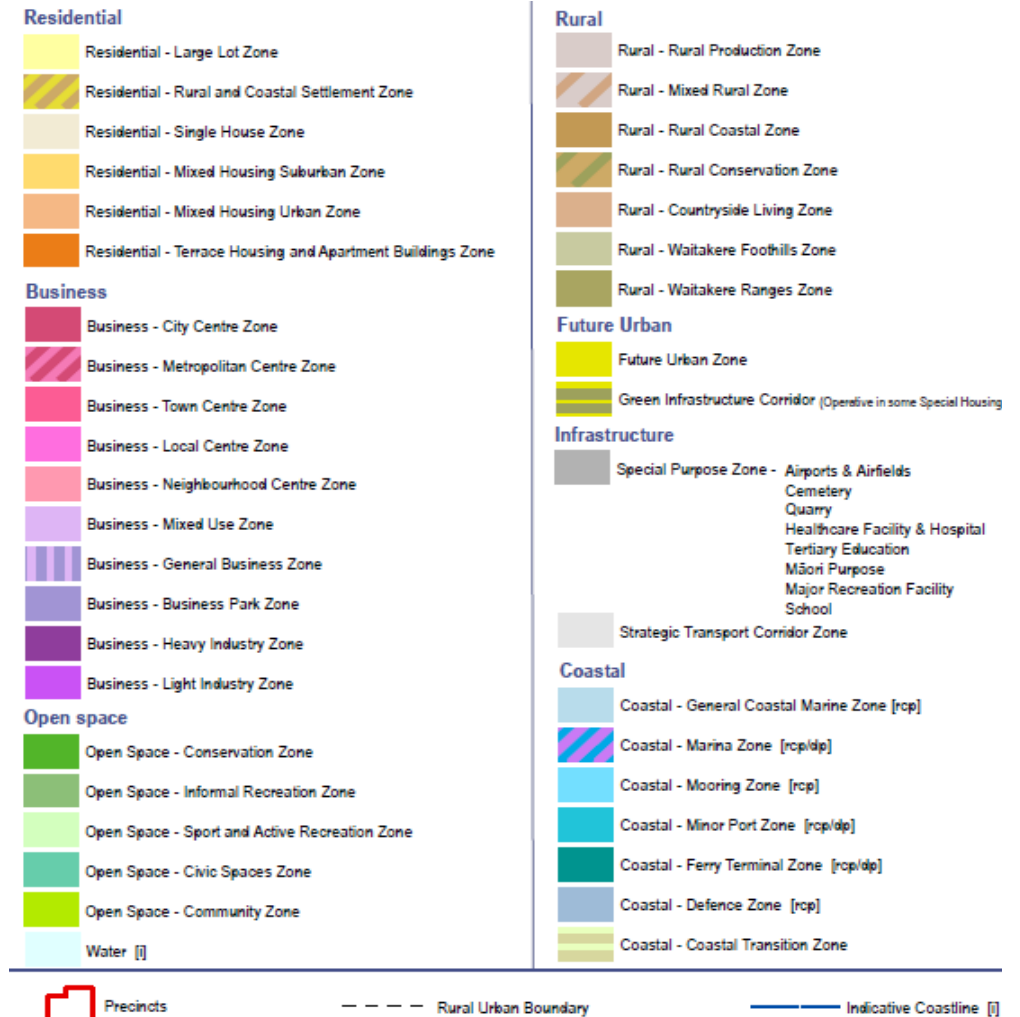 Residential
Residential - Large Lot Zone
Residential - Rural and Coastal Settlement Zone
Residential - Single House Zone
Residential - Mixed Housing Suburban Zone
Residential - Mixed Housing Urban Zone
Residential - Terrace Housing and Apartment Buildings Zone
Business
Business - City Centre Zone
Business - Metropolitan Centre Zone
Business - Town Centre Zone
Business - Local Centre Zone
Business - Neighbourhood Centre Zone
Business - Mixed Use Zone
Business - General Business Zone
Business - Business Park Zone
Business - Heavy Industry Zone
Business - Light Industry Zone
Open space
Open Space - Conservation Zone
Open Space - Informal Recreation Zone
Open Space - Sport and Active Recreation Zone
Open Space - Civic Spaces Zone
Open Space - Community Zone
Water [i]
Rural
Rural - Rural Production Zone
Rural - Mixed Rural Zone
Rural - Rural Coastal Zone
Rural - Rural Conservation Zone
Rural - Countryside Living Zone
Rural - Waitakere Foothills Zone
Rural - Waitakere Ranges Zone
Future Urban
Future Urban Zone
Green Infrastructure Corridor (Operative in some Special Housing
Infrastructure
Special Purpose Zone - Airports & Airfields
Cemetery
Quarry
Healthcare Facility & Hospital
Tertiary Education
Māori Purpose
Major Recreation Facility
School
Strategic Transport Corridor Zone
Coastal
Coastal - General Coastal Marine Zone [rcp]
Coastal - Marina Zone [rcp/dp]
Coastal - Mooring Zone [rcp]
Coastal - Minor Port Zone [rcp/dp]
Coastal - Ferry Terminal Zone [rcp/dp]
Coastal - Defence Zone [rcp]
Coastal - Coastal Transition Zone
Precincts
Rural Urban Boundary
Indicative Coastline [i]